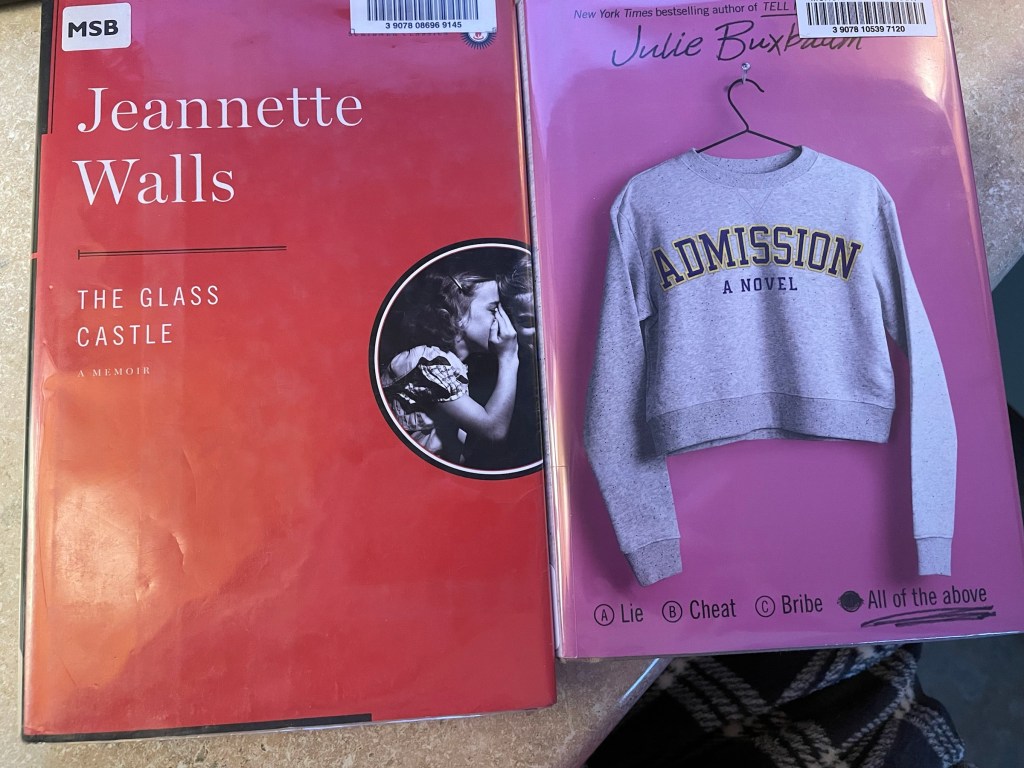 MSB
3 9078 08696 9145
Jeannette
Walls
THE GLASS
CASTLE
A MEMOIR
3 9078 10539 7120
New York Times bestselling author of TELL
Julie Buxbaum
ADMISSION
A NOVEL
A Lie B Cheat C Bribe All of the above